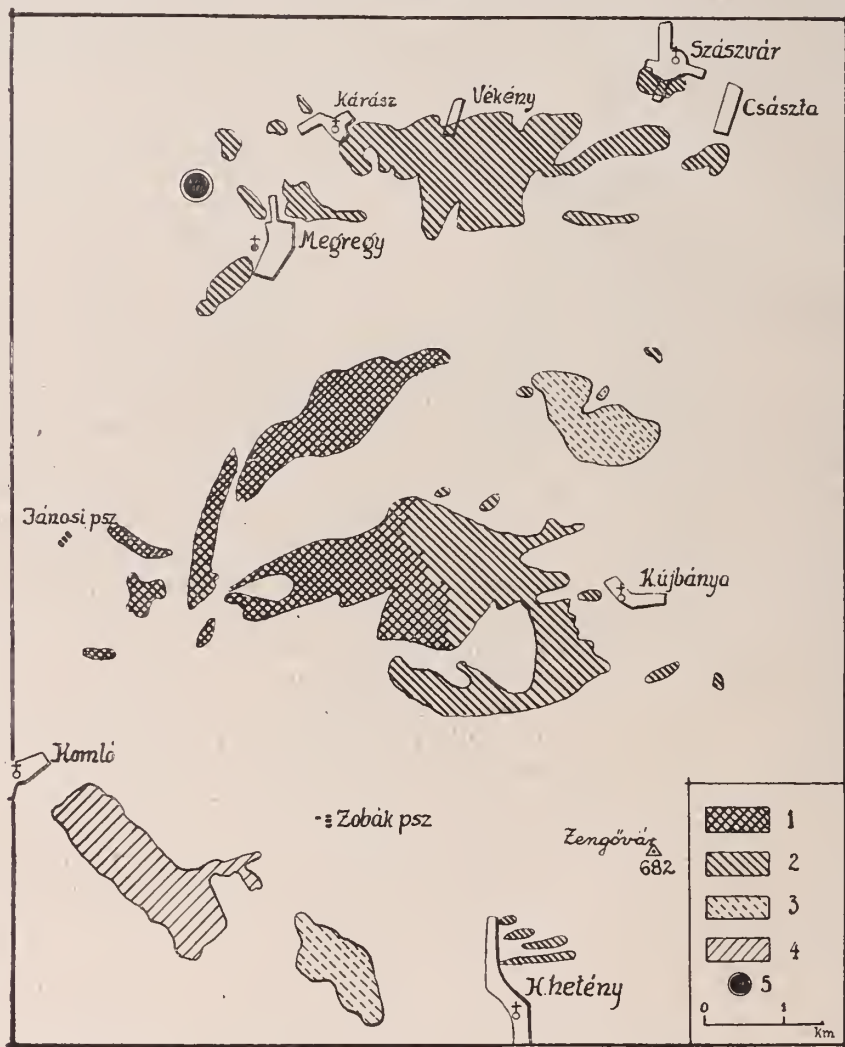 Szászvár
Kárász
Vékény
Császta
Megregy
Jánosi psz
Kújbánya
Komló
Zobák psz
Zengővár
682
H.hetény
1
2
3
4
5
0 1
Km